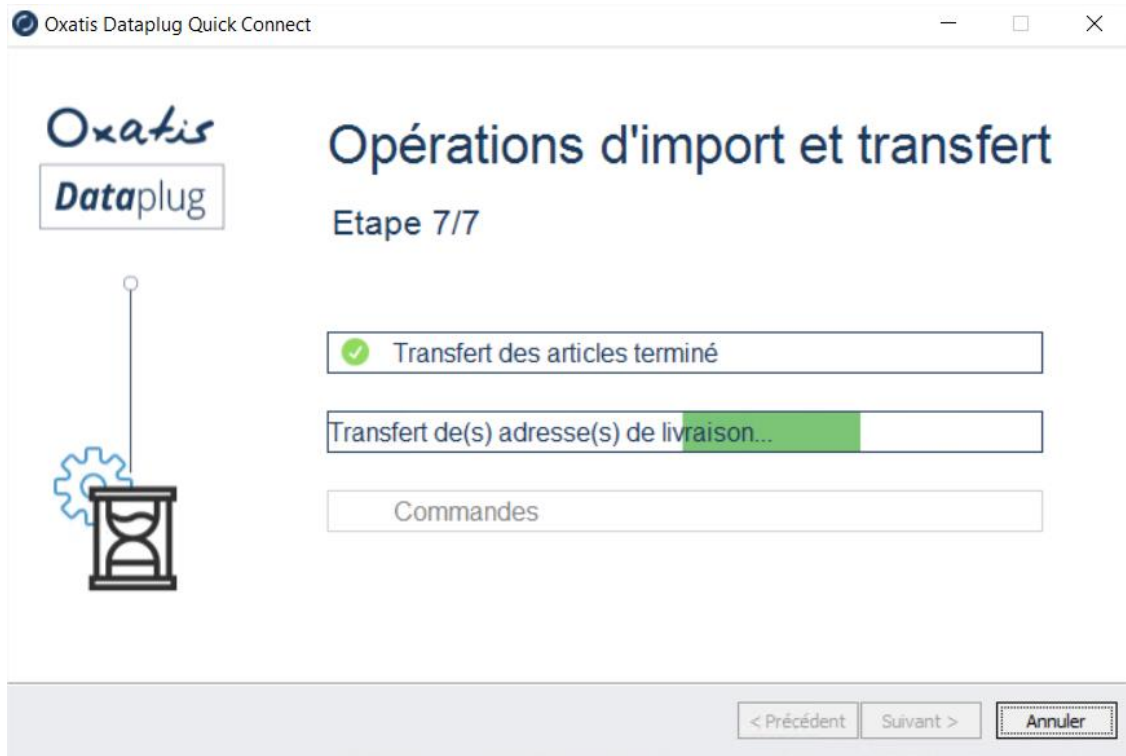 Oxatis Dataplug Quick Connect
Oxatis
Dataplug
Opérations d'import et transfert
Etape 7/7
Transfert des articles terminé
Transfert de(s) adresse(s) de livraison...
Commandes
< Précédent
Suivant >
Annuler